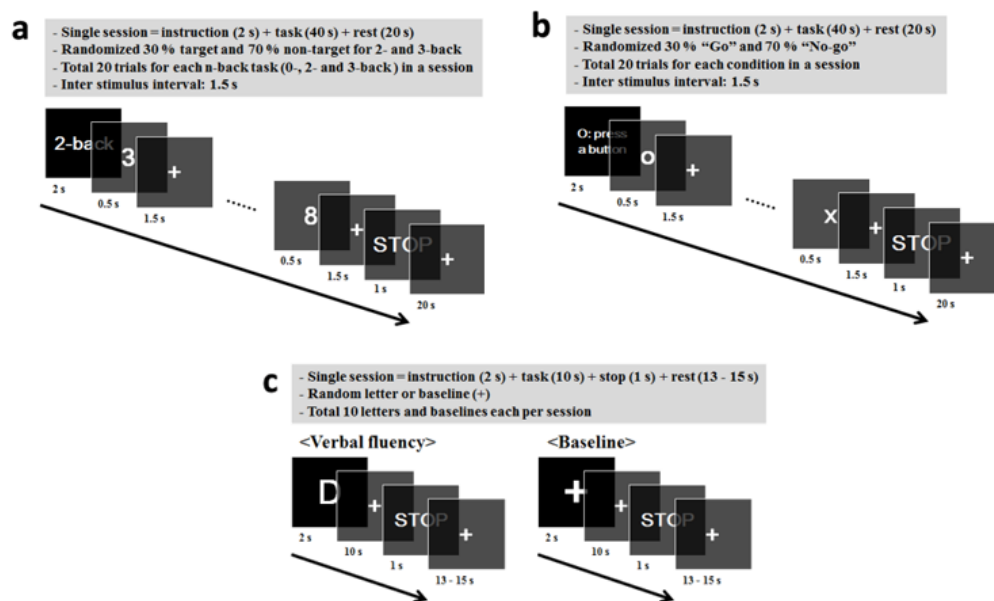 a
- Single session = instruction (2 s) + task (40 s) + rest (20 s)
- Randomized 30 % target and 70 % non-target for 2- and 3-back
- Total 20 trials for each n-back task (0-, 2- and 3-back) in a session
- Inter stimulus interval: 1.5 s
2-back
3
+
2 s
0.5 s
1.5 s
8
+
STOP
+
0.5 s
1.5 s
1 s
20 s
b
- Single session = instruction (2 s) + task (40 s) + rest (20 s)
- Randomized 30 % “Go” and 70 % “No-go”
- Total 20 trials for each condition in a session
- Inter stimulus interval: 1.5 s
O: press
a button
o
+
2 s
0.5 s
1.5 s
x
+
STOP
+
0.5 s
1.5 s
1 s
20 s
c
- Single session = instruction (2 s) + task (10 s) + stop (1 s) + rest (13 - 15 s)
- Random letter or baseline (+)
- Total 10 letters and baselines each per session
<Verbal fluency>
D
+
STOP
+
2 s
10 s
1 s
13 - 15 s
<Baseline>
+
+
STOP
+
2 s
10 s
1 s
13 - 15 s